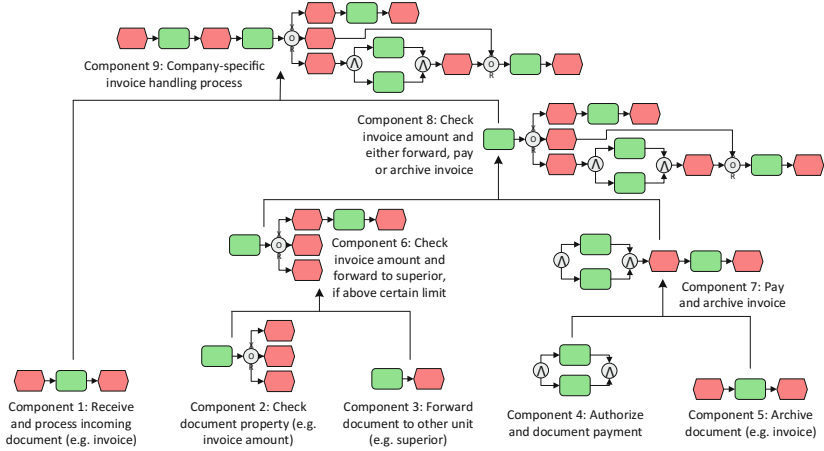 X
O
R
O
R
Component 9: Company-specific
invoice handling process
Component 8: Check
invoice amount and
either forward, pay
or archive invoice
X
O
R
O
R
X
O
R
Component 6: Check
invoice amount and
forward to superior,
if above certain limit
Component 7: Pay
and archive invoice
X
O
R
Component 1: Receive
and process incoming
document (e.g. invoice)
Component 2: Check
document property (e.g.
invoice amount)
Component 3: Forward
document to other unit
(e.g. superior)
Component 4: Authorize
and document payment
Component 5: Archive
document (e.g. invoice)